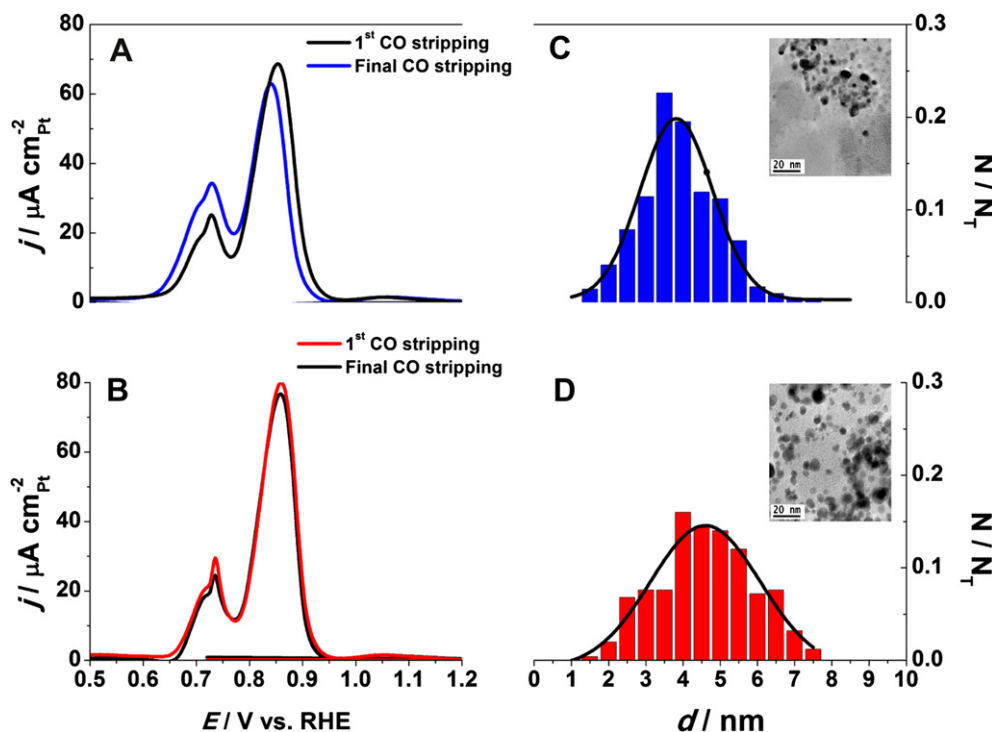 A
1st CO stripping
Final CO stripping
80
60
40
20
0
j / μA cm-2Pt
C
20 nm
0.3
0.2
0.1
0.0
N / NT
B
1st CO stripping
Final CO stripping
80
60
40
20
0
j / μA cm-2Pt
0.5 0.6 0.7 0.8 0.9 1.0 1.1 1.2
E / V vs. RHE
D
20 nm
0.3
0.2
0.1
0.0
N / NT
0 1 2 3 4 5 6 7 8 9 10
d / nm